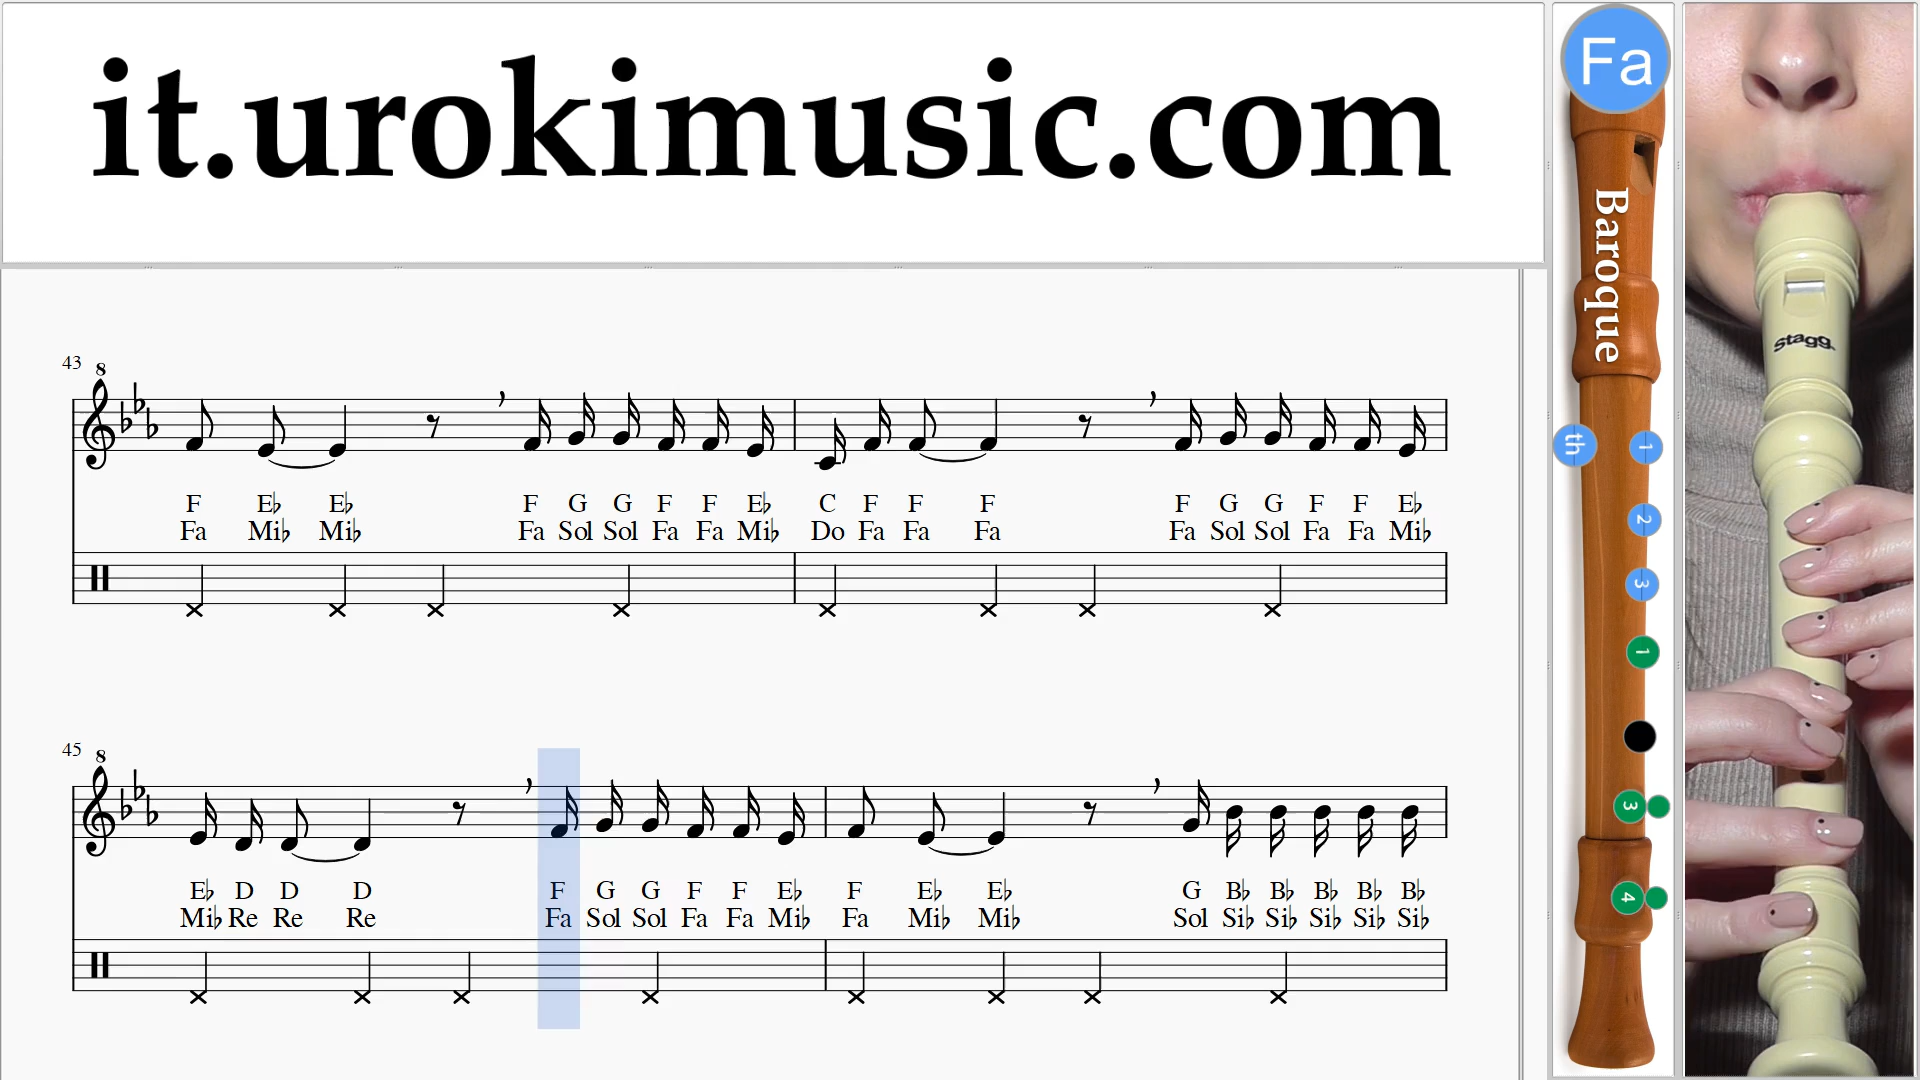 it.urokimusic.com
Fa
Baroque
Stagg
th
1
2
3
1
3
4
43
8
F E♭ E♭ F G G F F E♭ C F F F F G G F F E♭
Fa Mi♭ Mi♭ Fa Sol Sol Fa Fa Mi♭ Do Fa Fa Fa Fa Sol Sol Fa Fa Mi♭
45
8
E♭ D D D F G G F F E♭ F E♭ E♭ G B♭ B♭ B♭ B♭ B♭
Mi♭ Re Re Re Fa Sol Sol Fa Fa Mi♭ Fa Mi♭ Mi♭ Sol Si♭ Si♭ Si♭ Si♭ Si♭